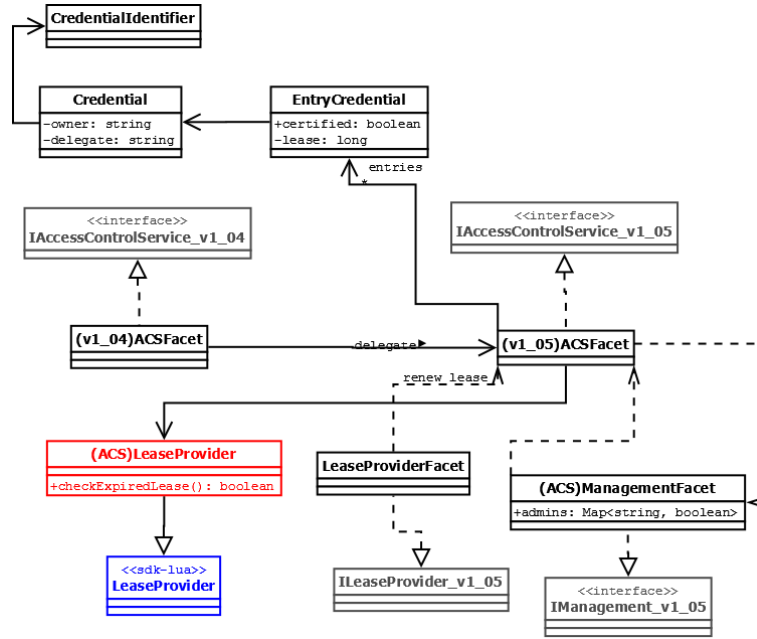 CredentialIdentifier
Credential
-owner: string
-delegate: string
EntryCredential
+certified: boolean
-lease: long
entries
*
<<interface>>
IAccessControlService_v1_04
<<interface>>
IAccessControlService_v1_05
(v1_04)ACSFacet
delegate
(v1_05)ACSFacet
renew lease
(ACS)LeaseProvider
+checkExpiredLease(): boolean
LeaseProviderFacet
(ACS)ManagementFacet
+admins: Map<string, boolean>
<<sdk-lua>>
LeaseProvider
ILeaseProvider_v1_05
<<interface>>
IManagement_v1_05